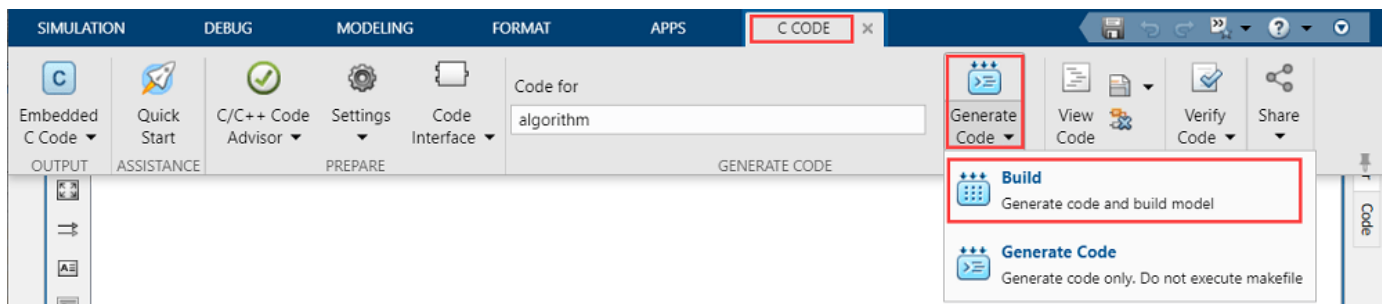 SIMULATION DEBUG MODELING FORMAT APPS C CODE
C
Embedded
C Code
Quick
Start
C/C++ Code
Advisor
Settings
Code
Interface
Code for
algorithm
Generate
Code
View
Code
Verify
Code
Share
OUTPUT ASSISTANCE PREPARE GENERATE CODE
Build
Generate code and build model
Generate Code
Generate code only. Do not execute makefile
Code